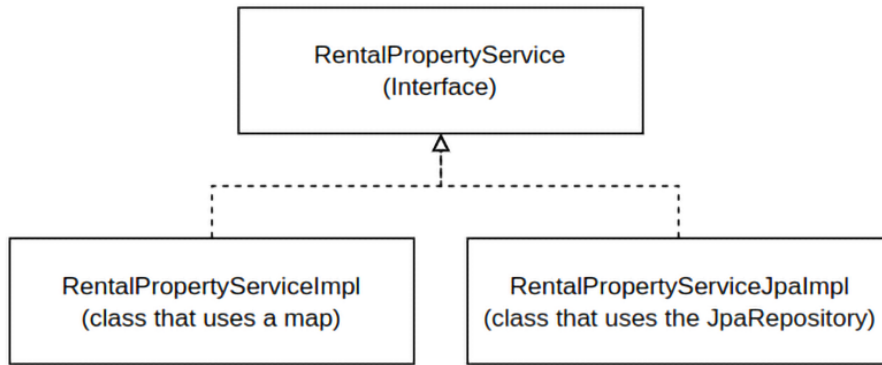 RentalPropertyService
(Interface)
RentalPropertyServiceImpl
(class that uses a map)
RentalPropertyServiceJpaImpl
(class that uses the JpaRepository)